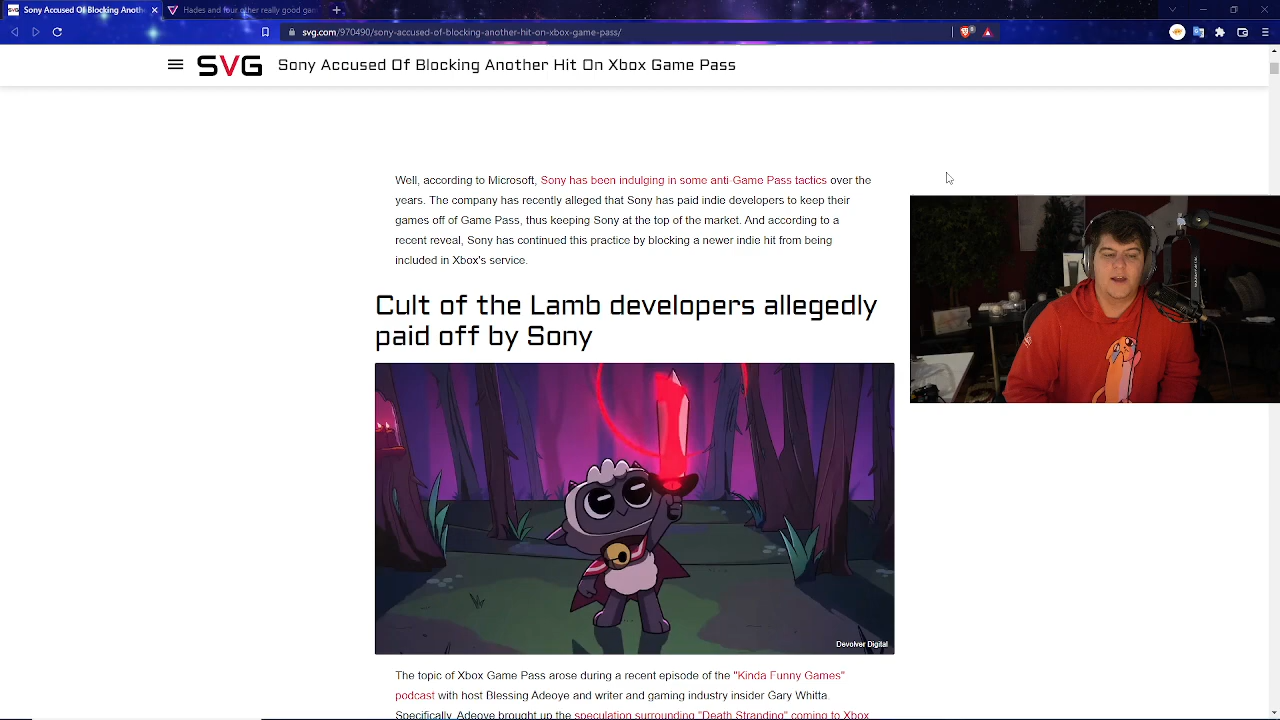 Sony Accused Of Blocking Anothe
Hades and four other really good gam
svg.com/970490/sony-accused-of-blocking-another-hit-on-xbox-game-pass/
SVG
Sony Accused Of Blocking Another Hit On Xbox Game Pass
Well, according to Microsoft, Sony has been indulging in some anti-Game Pass tactics over the
years. The company has recently alleged that Sony has paid indie developers to keep their
games off of Game Pass, thus keeping Sony at the top of the market. And according to a
recent reveal, Sony has continued this practice by blocking a newer indie hit from being
included in Xbox's service.
Cult of the Lamb developers allegedly
paid off by Sony
Devolver Digital
The topic of Xbox Game Pass arose during a recent episode of the "Kinda Funny Games"
podcast with host Blessing Adeoye and writer and gaming industry insider Gary Whitta.
Specifically, Adeoye brought up the speculation surrounding "Death Stranding" coming to Xbox